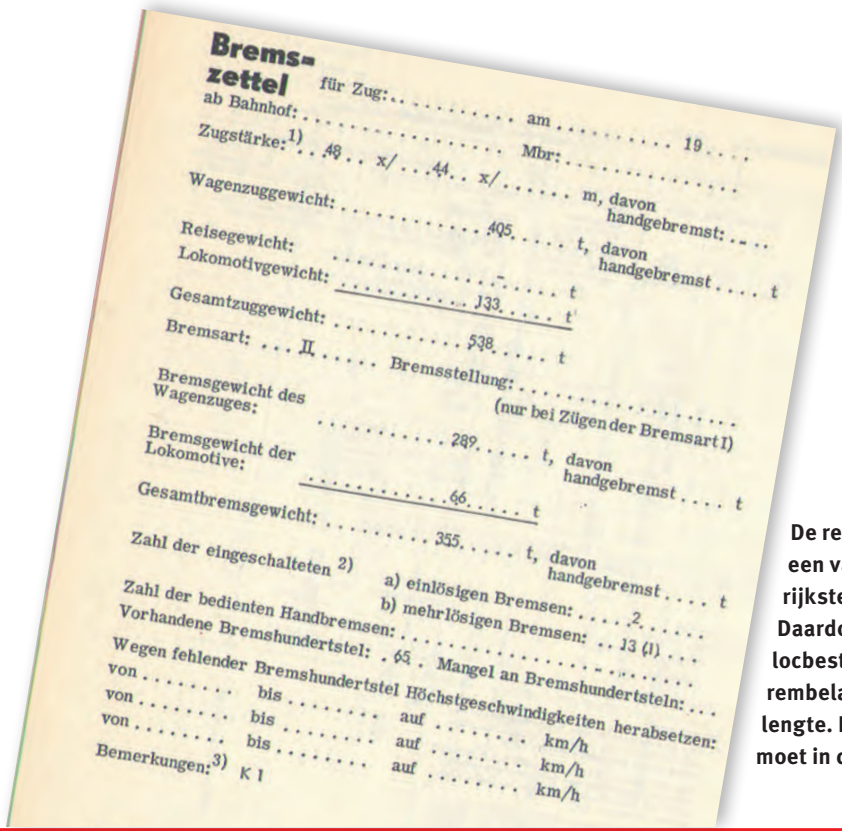 Brems=
zettel für Zug:. . . . . . . . . . . am . . . . . . . . . . 19 . . . .
ab Bahnhof: . . . . . . . . . . . . . . . . . . Mbr: . . . . . . . . . . . . . . .
Zugstärke:1) . .48. . x/ . . .44. . x/ . . . . . . m, davon
handgebremst: . . . .
Wagenzuggewicht: . . . . . . . . . . . . 405. . . . . t, davon
handgebremst . . . . t
Reisegewicht: . . . . . . . . . . . . . . - . . . . . t
Lokomotivgewicht: . . . . . . . . . . . 133. . . . . t
Gesamtzuggewicht: . . . . . . . . . . . 538. . . . . t
Bremsart: . . . .II. . . . . . Bremsstellung: . . . . . . . . . . . . . . . . . .
(nur bei Zügen der Bremsart I)
Bremsgewicht des
Wagenzuges: . . . . . . . . . . . 289. . . . . t, davon
handgebremst . . . . t
Bremsgewicht der
Lokomotive: . . . . . . . . . . . .66. . . . . t
Gesamtbremsgewicht: . . . . . . . . . 355. . . . . t, davon
handgebremst . . . . t
Zahl der eingeschalteten 2) a) einlösigen Bremsen: . . . . .2. . . . . .
b) mehrlösigen Bremsen: . . 13 (1) . . .
Zahl der bedienten Handbremsen: . . . . . . . . . . . . . . . . . - . . . . . . .
Vorhandene Bremshundertstel: . 65 . Mangel an Bremshundertsteln: . . .
Wegen fehlender Bremshundertstel Höchstgeschwindigkeiten herabsetzen:
von . . . . . . . . bis . . . . . . . . auf . . . . . . . . km/h
von . . . . . . . . bis . . . . . . . . auf . . . . . . . . km/h
von . . . . . . . . bis . . . . . . . . auf . . . . . . . . km/h
Bemerkungen:3) K 1
De re
een va
rijkste
Daardo
locbest
rembela
lengte.
moet in